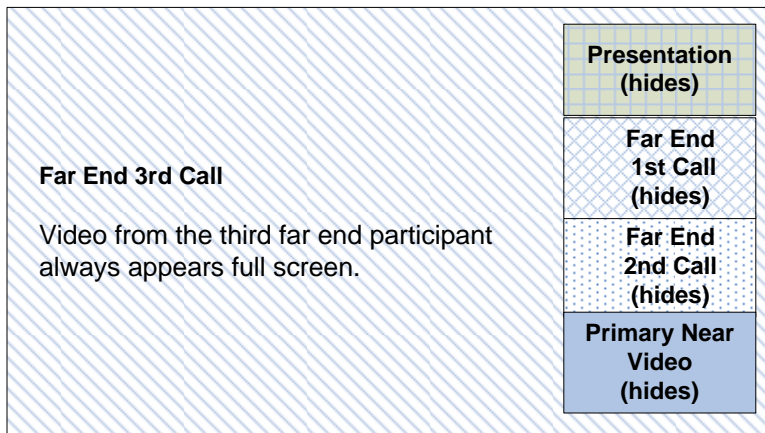 Far End 3rd Call
Video from the third far end participant
always appears full screen.
Presentation
(hides)
Far End
1st Call
(hides)
Far End
2nd Call
(hides)
Primary Near
Video
(hides)